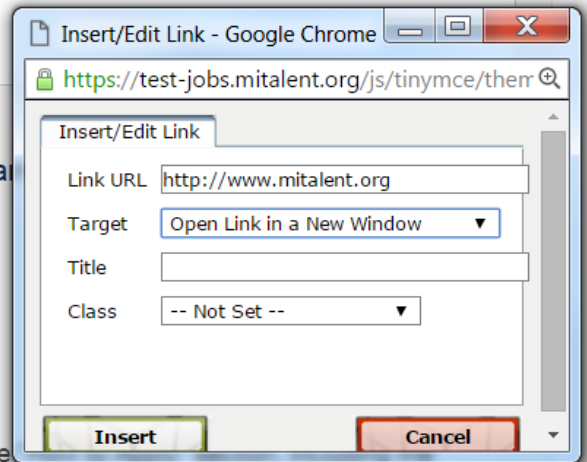 Insert/Edit Link - Google Chrome
https://test-jobs.mitalent.org/js/tinymce/them
Insert/Edit Link
Link URL http://www.mitalent.org
Target Open Link in a New Window
Title
Class -- Not Set --
Insert Cancel